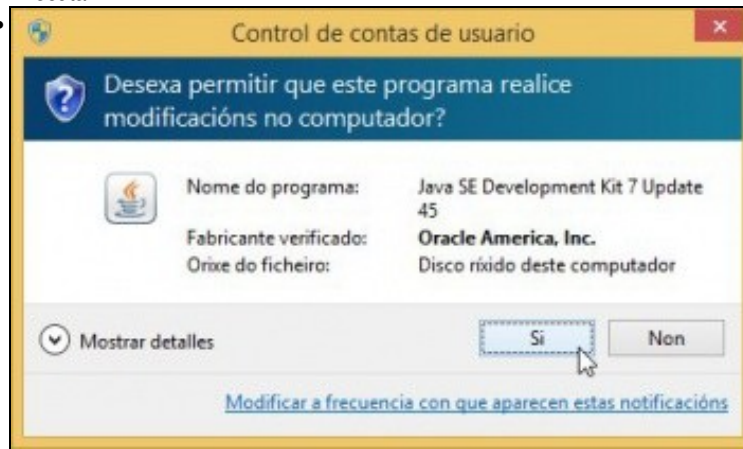 Control de contas de usuario
Desexa permitir que este programa realice
modificacións no computador?
Nome do programa: Java SE Development Kit 7 Update
45
Fabricante verificado: Oracle America, Inc.
Orixe do ficheiro: Disco ríxido deste computador
Mostrar detalles Si Non
Modificar a frecuencia con que aparecen estas notificacións